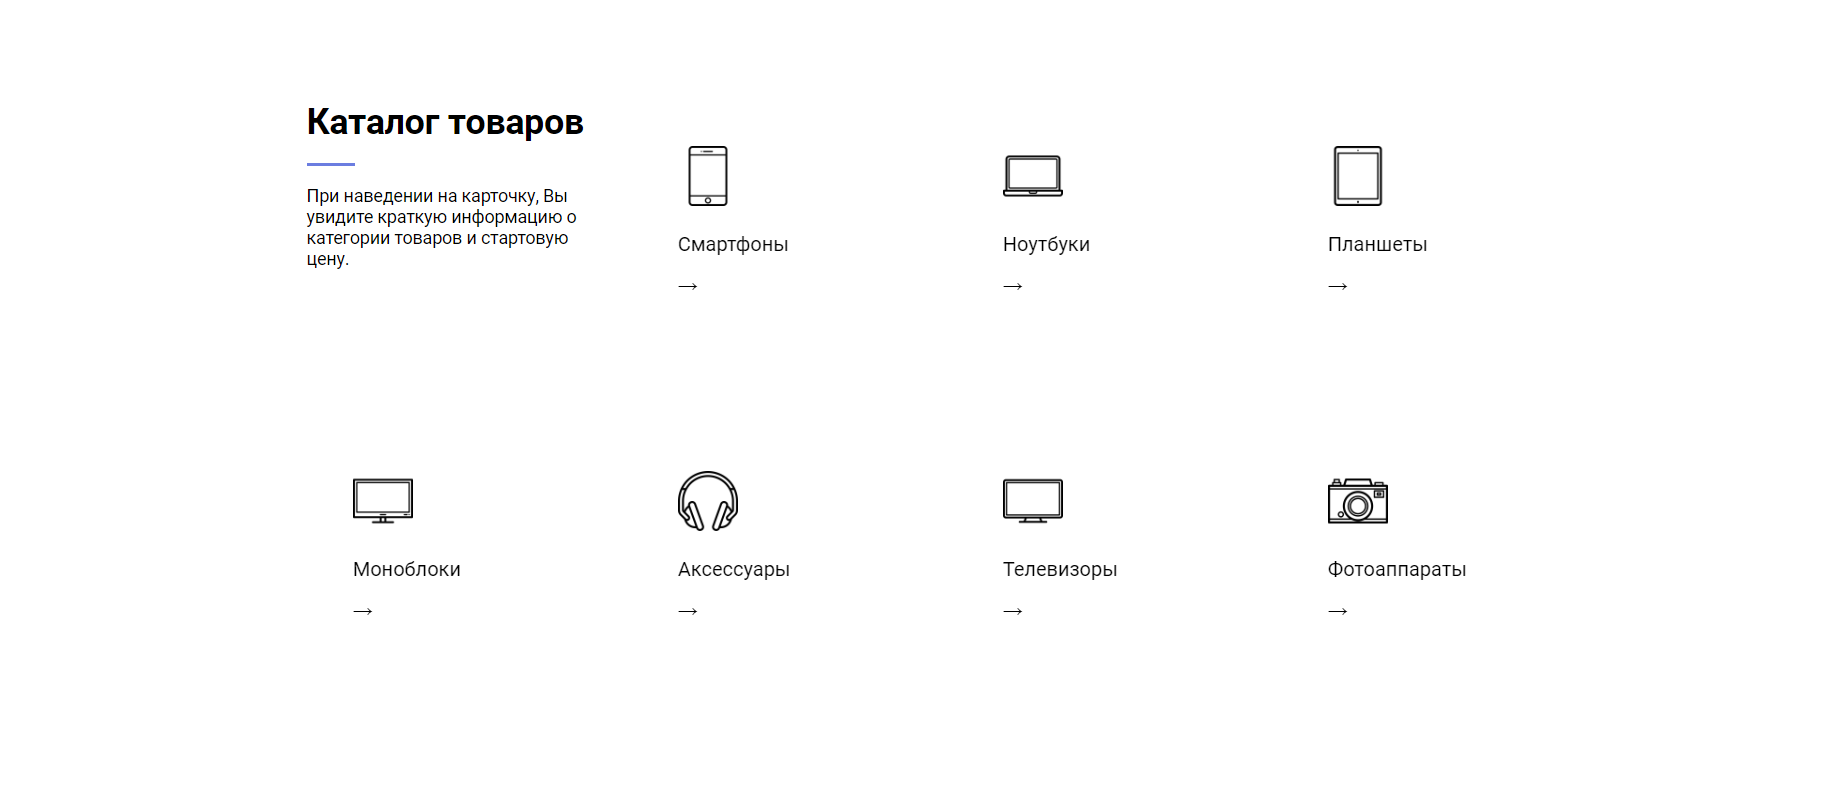 Каталог товаров
При наведении на карточку, Вы
увидите краткую информацию о
категории товаров и стартовую
цену.
Смартфоны
→
Ноутбуки
→
Планшеты
→
Моноблоки
→
Аксессуары
→
Телевизоры
→
Фотоаппараты
→